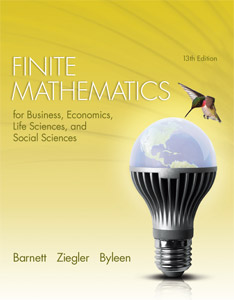 13th Edition
FINITE
MATHEMATICS
for Business, Economics,
Life Sciences, and
Social Sciences
Barnett Ziegler Byleen